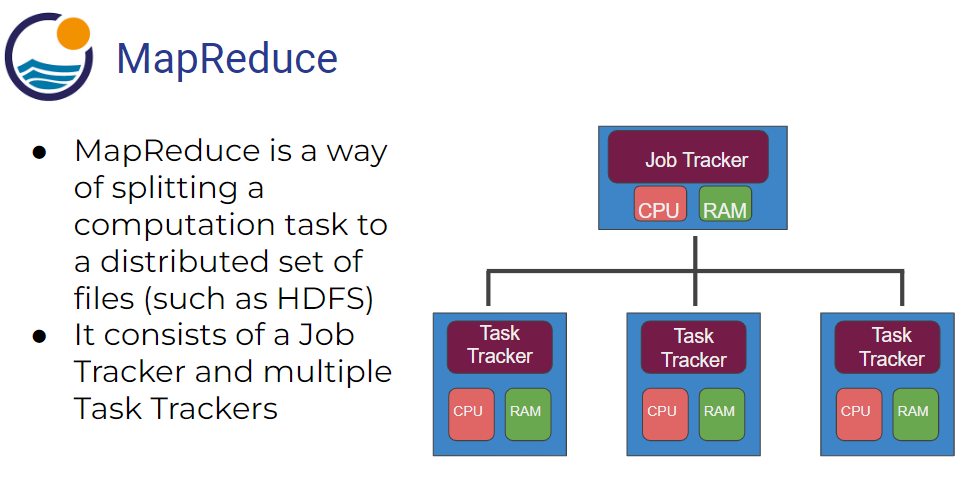 MapReduce
● MapReduce is a way
of splitting a
computation task to
a distributed set of
files (such as HDFS)
● It consists of a Job
Tracker and multiple
Task Trackers
Job Tracker
CPU RAM
Task
Tracker
CPU RAM
Task
Tracker
CPU RAM
Task
Tracker
CPU RAM